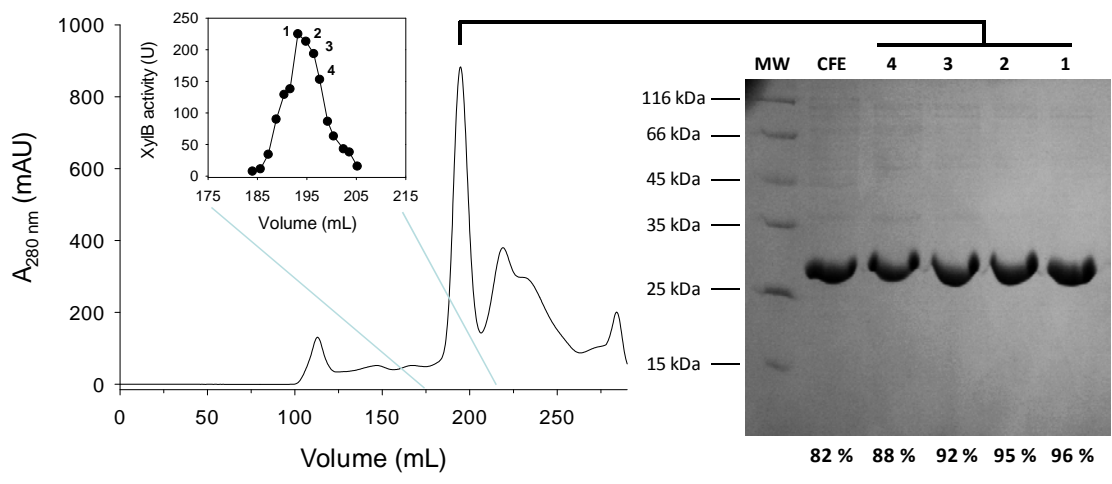 1000
800
600
400
200
0
A280 nm (mAU)
0 50 100 150 200 250
Volume (mL)
250
200
150
100
50
0
XylB activity (U)
175 185 195 205 215
Volume (mL)
1
2
3
4
MW CFE 4 3 2 1
116 kDa
66 kDa
45 kDa
35 kDa
25 kDa
15 kDa
82 % 88 % 92 % 95 % 96 %